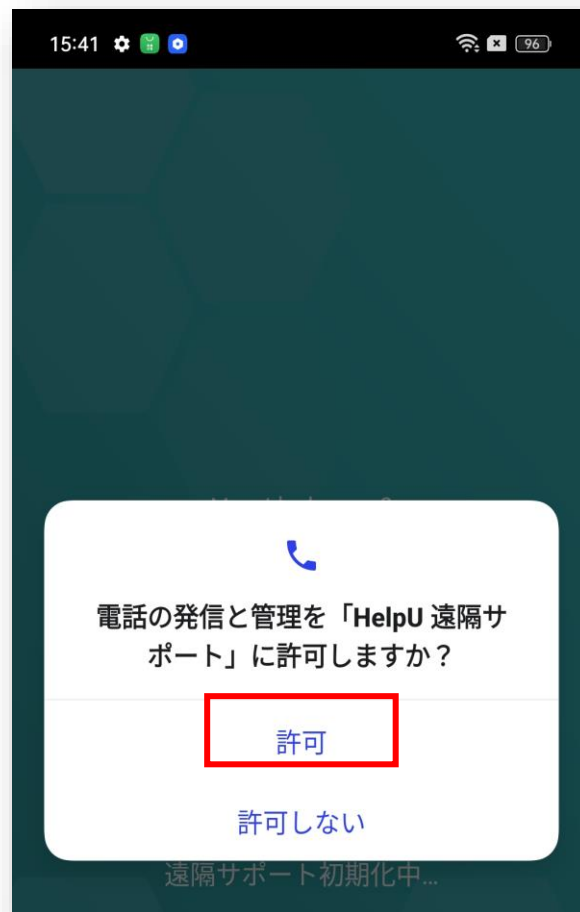 15:41
96
電話の発信と管理を「HelpU 遠隔サ
ポート」に許可しますか？
許可
許可しない
遠隔サポート初期化中...